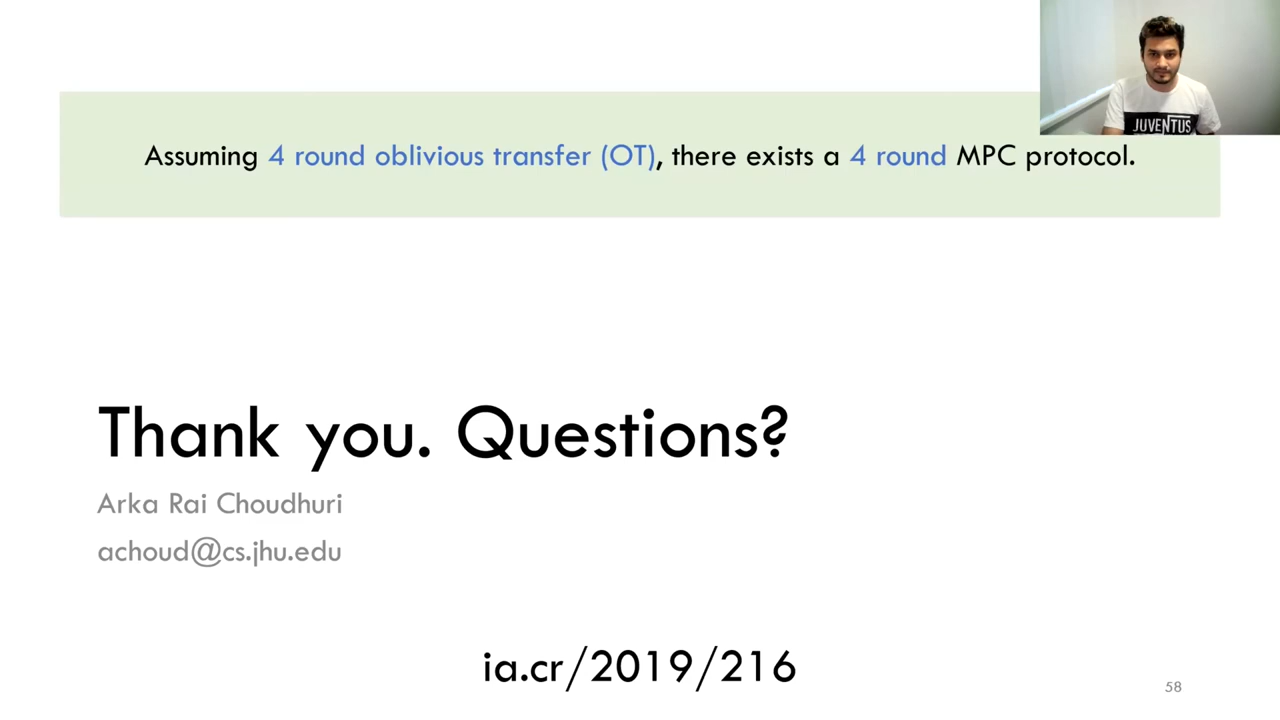 Assuming 4 round oblivious transfer (OT), there exists a 4 round MPC protocol.
JUVENTUS
Thank you. Questions?
Arka Rai Choudhuri
achoud@cs.jhu.edu
ia.cr/2019/216
58